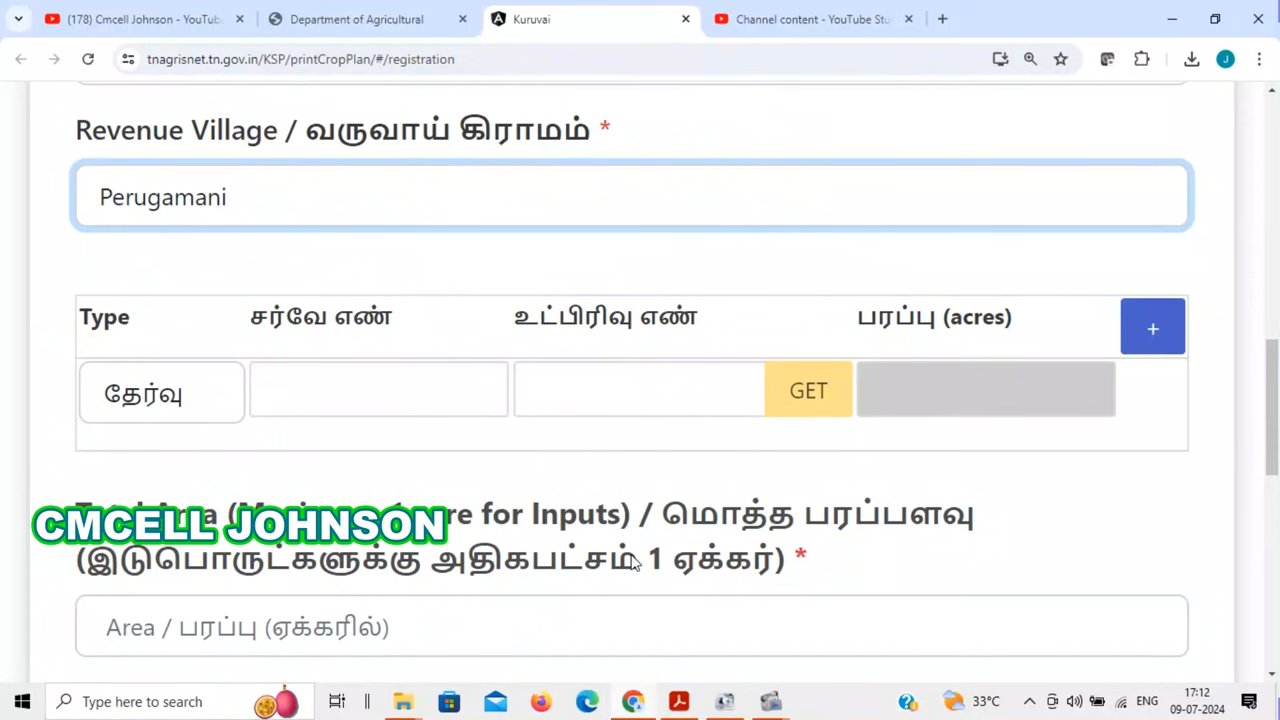 (178) Cmcell Johnson - YouTub
Department of Agricultural
Kuruvai
Channel content - YouTube Stu
tnagrisnet.tn.gov.in/KSP/printCropPlan/#/registration
J
Revenue Village / வருவாய் கிராமம் *
Perugamani
Type சர்வே எண் உட்பிரிவு எண் பரப்பு (acres) +
தேர்வு GET
re for Inputs) / மொத்த பரப்பளவு
CMCELL JOHNSON
(இடுபொருட்களுக்கு அதிகபட்சம் 1 ஏக்கர்) *
Area / பரப்பு (ஏக்கரில்)
Type here to search 33°C ENG 17:12
09-07-2024